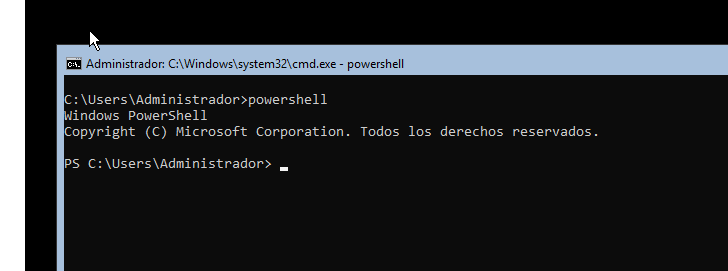 Administrador: C:\Windows\system32\cmd.exe - powershell
C:\Users\Administrador>powershell
Windows PowerShell
Copyright (C) Microsoft Corporation. Todos los derechos reservados.
PS C:\Users\Administrador>